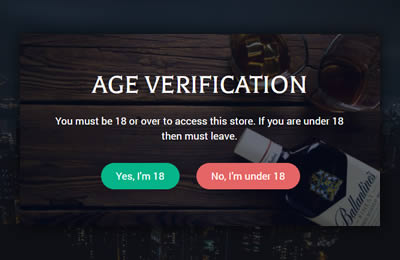 AGE VERIFICATION
You must be 18 or over to access this store. If you are under 18
then must leave.
Yes, I'm 18
No, I'm under 18
Ballantine's